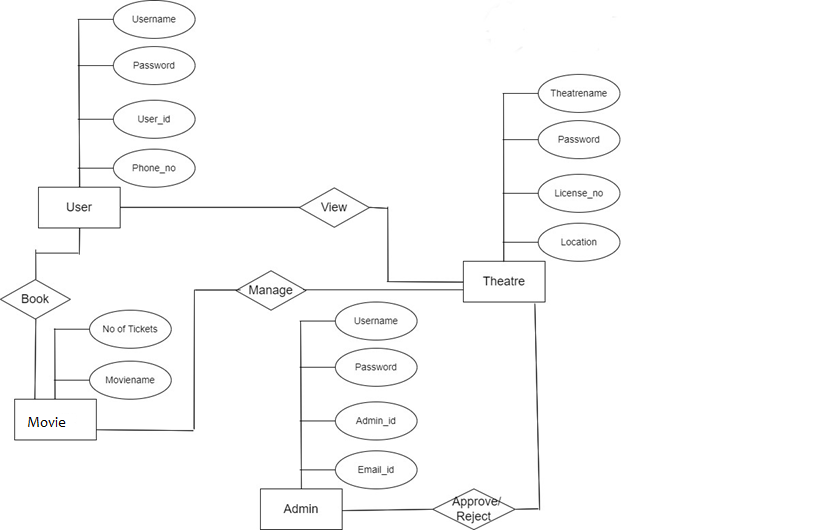 Username
Password
User_id
Phone_no
User
View
Theatrename
Password
License_no
Location
Theatre
Book
Manage
No of Tickets
Moviename
Movie
Username
Password
Admin_id
Email_id
Admin
Approve/
Reject